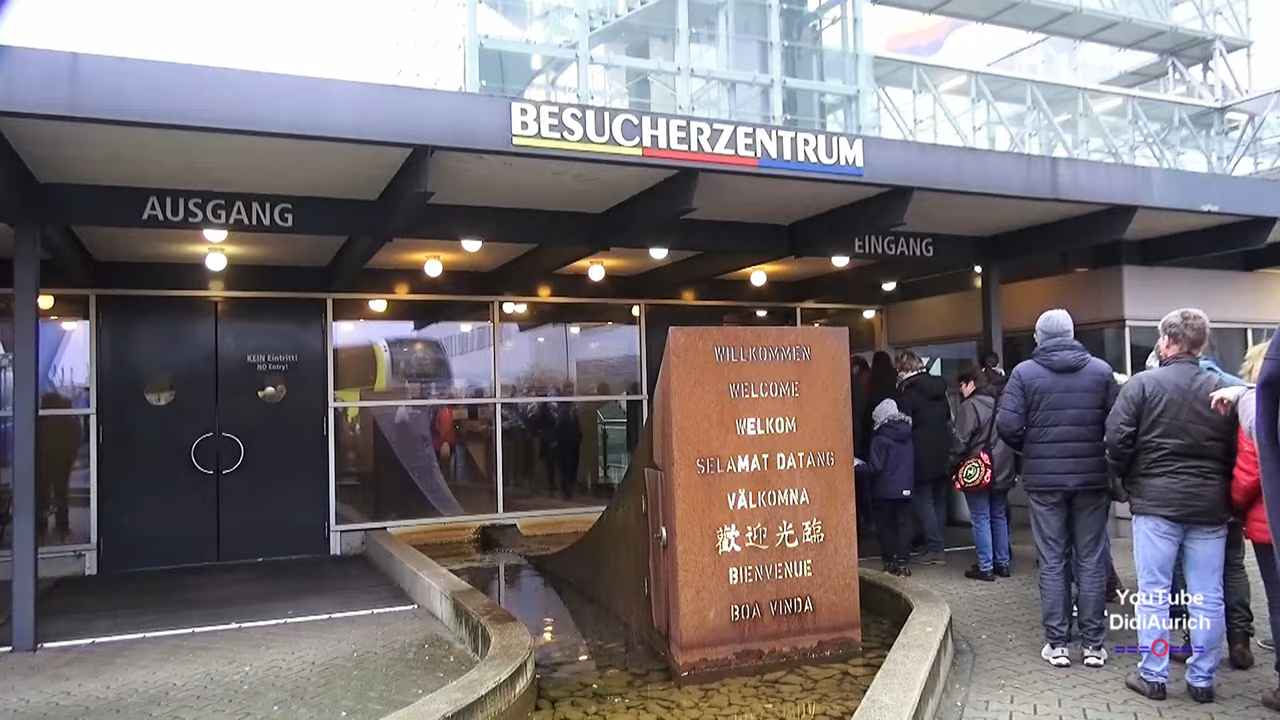 BESUCHERZENTRUM
AUSGANG
EINGANG
KEIN Eintritt!
NO Entry!
WILLKOMMEN
WELCOME
WELKOM
SELAMAT DATANG
VÄLKOMNA
歡迎光臨
BIENVENUE
BOA VINDA
YouTube
DidiAurich